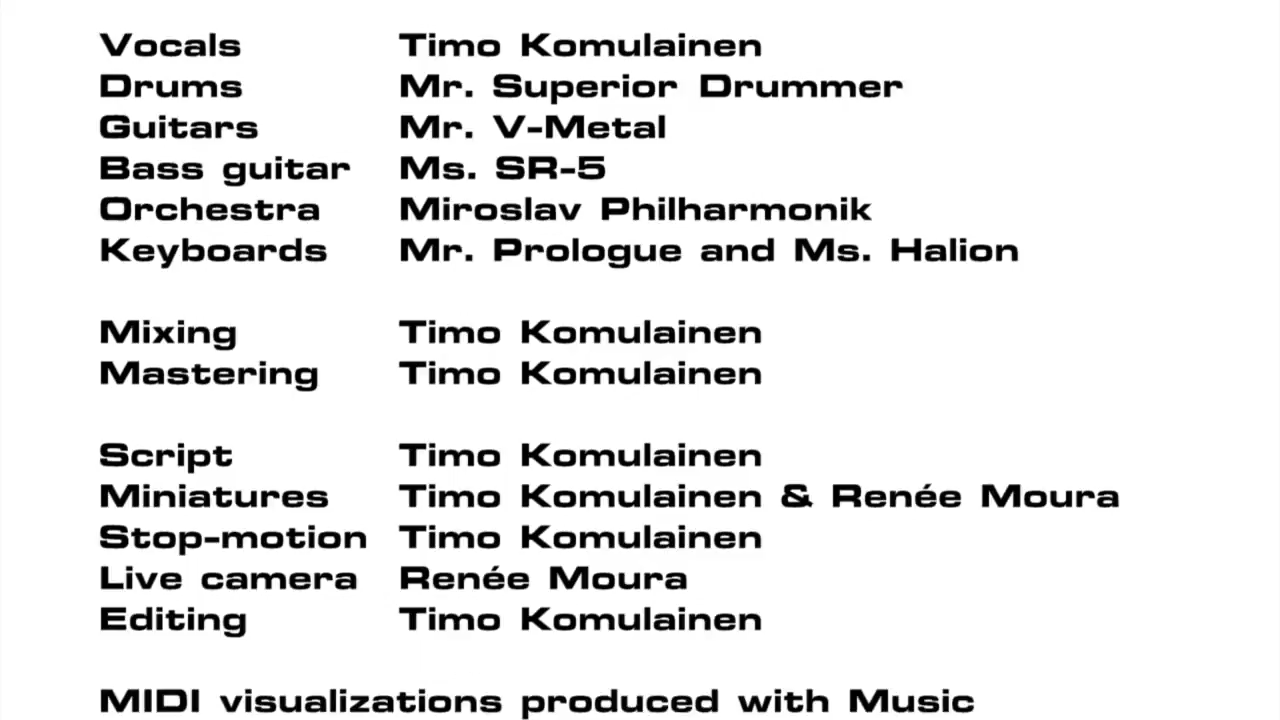 Vocals Timo Komulainen
Drums Mr. Superior Drummer
Guitars Mr. V-Metal
Bass guitar Ms. SR-5
Orchestra Miroslav Philharmonik
Keyboards Mr. Prologue and Ms. Halion
Mixing Timo Komulainen
Mastering Timo Komulainen
Script Timo Komulainen
Miniatures Timo Komulainen & Renée Moura
Stop-motion Timo Komulainen
Live camera Renée Moura
Editing Timo Komulainen
MIDI visualizations produced with Music